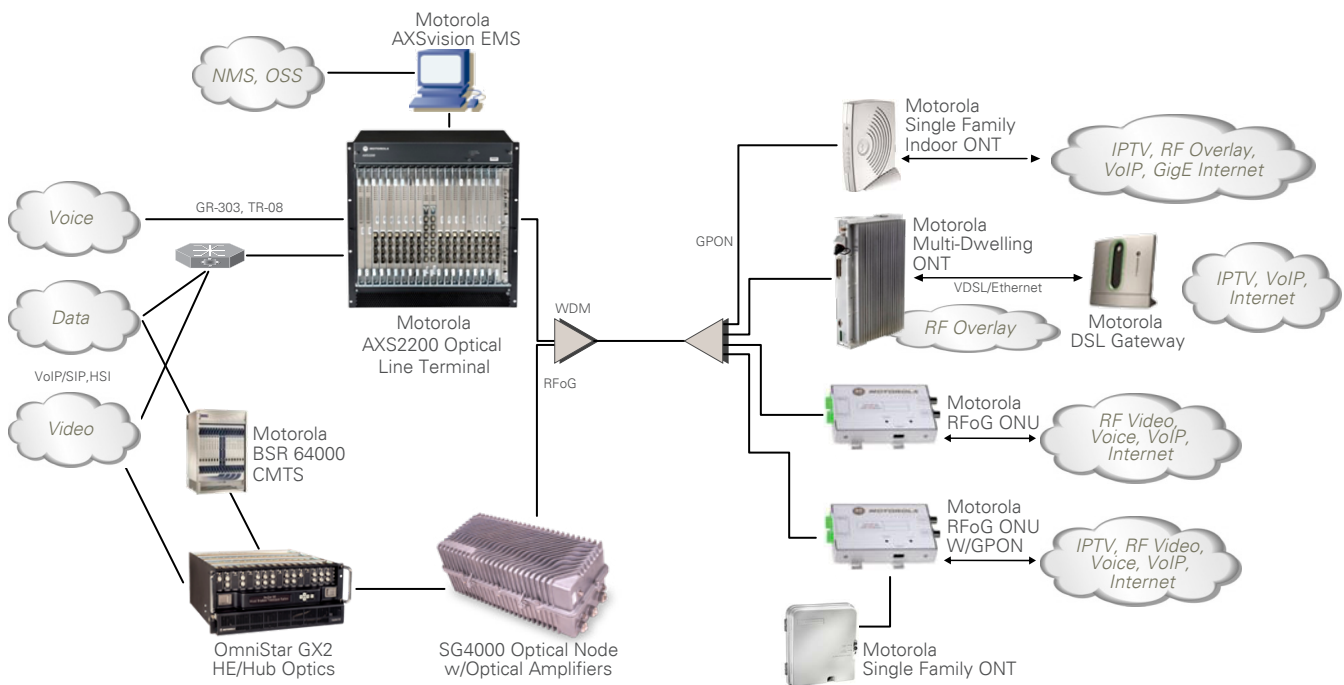 Motorola
AXSvision EMS
NMS, OSS
MOTOROLA
Voice
GR-303, TR-08
Data
VoIP/SIP,HSI
Video
Motorola
AXS2200 Optical
Line Terminal
Motorola
BSR 64000
CMTS
OmniStar GX2
HE/Hub Optics
SG4000 Optical Node
w/Optical Amplifiers
WDM
RFoG
GPON
Motorola
Single Family
Indoor ONT
IPTV, RF Overlay,
VoIP, GigE Internet
Motorola
Multi-Dwelling
ONT
VDSL/Ethernet
RF Overlay
Motorola
DSL Gateway
IPTV, VoIP,
Internet
MOTOROLA
Motorola
RFoG ONU
RF Video,
Voice, VoIP,
Internet
MOTOROLA
Motorola
RFoG ONU
W/GPON
IPTV, RF Video,
Voice, VoIP,
Internet
Motorola
Single Family ONT